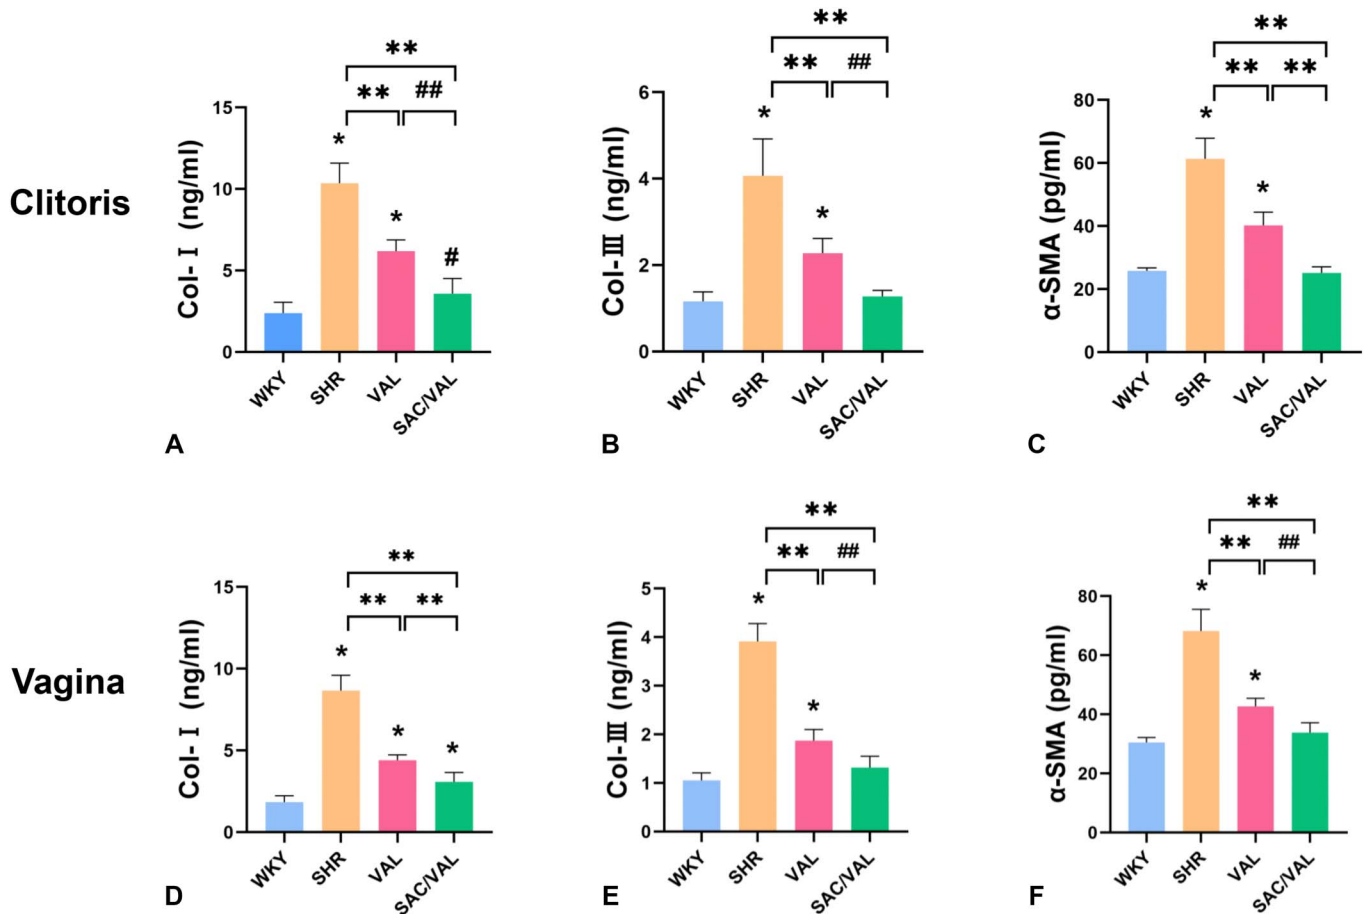 Clitoris
**
** ##
15
10
5
0
Col-Ⅰ (ng/ml)
*
*
#
WKY
SHR
VAL
SAC/VAL
A
**
** ##
6
4
2
0
Col-Ⅲ (ng/ml)
*
*
WKY
SHR
VAL
SAC/VAL
B
**
** **
80
60
40
20
0
α-SMA (pg/ml)
*
*
WKY
SHR
VAL
SAC/VAL
C
Vagina
**
** **
15
10
5
0
Col-Ⅰ (ng/ml)
*
*
*
WKY
SHR
VAL
SAC/VAL
D
**
** ##
5
4
3
2
1
0
Col-Ⅲ (ng/ml)
*
*
WKY
SHR
VAL
SAC/VAL
E
**
** ##
80
60
40
20
0
α-SMA (pg/ml)
*
*
WKY
SHR
VAL
SAC/VAL
F